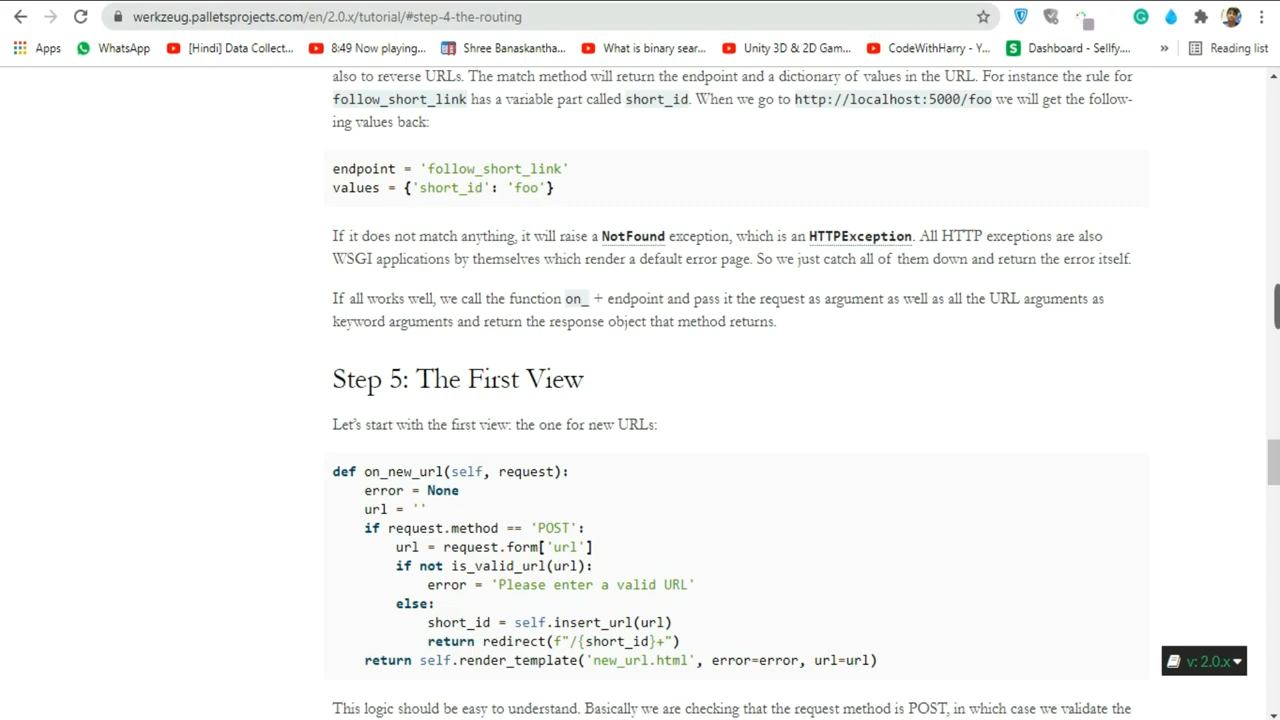 werkzeug.palletsprojects.com/en/2.0.x/tutorial/#step-4-the-routing
Apps WhatsApp [Hindi] Data Collect... 8:49 Now playing... Shree Banaskantha... What is binary sear... Unity 3D & 2D Gam... CodeWithHarry - Y... Dashboard - Sellfy.... » Reading list
also to reverse URLs. The match method will return the endpoint and a dictionary of values in the URL. For instance the rule for
follow_short_link has a variable part called short_id. When we go to http://localhost:5000/foo we will get the follow-
ing values back:
endpoint = 'follow_short_link'
values = {'short_id': 'foo'}
If it does not match anything, it will raise a NotFound exception, which is an HTTPException. All HTTP exceptions are also
WSGI applications by themselves which render a default error page. So we just catch all of them down and return the error itself.
If all works well, we call the function on_ + endpoint and pass it the request as argument as well as all the URL arguments as
keyword arguments and return the response object that method returns.
Step 5: The First View
Let's start with the first view: the one for new URLs:
def on_new_url(self, request):
    error = None
    url = ''
    if request.method == 'POST':
        url = request.form['url']
        if not is_valid_url(url):
            error = 'Please enter a valid URL'
        else:
            short_id = self.insert_url(url)
            return redirect(f"/{short_id}+")
    return self.render_template('new_url.html', error=error, url=url)
v: 2.0.x
This logic should be easy to understand. Basically we are checking that the request method is POST, in which case we validate the